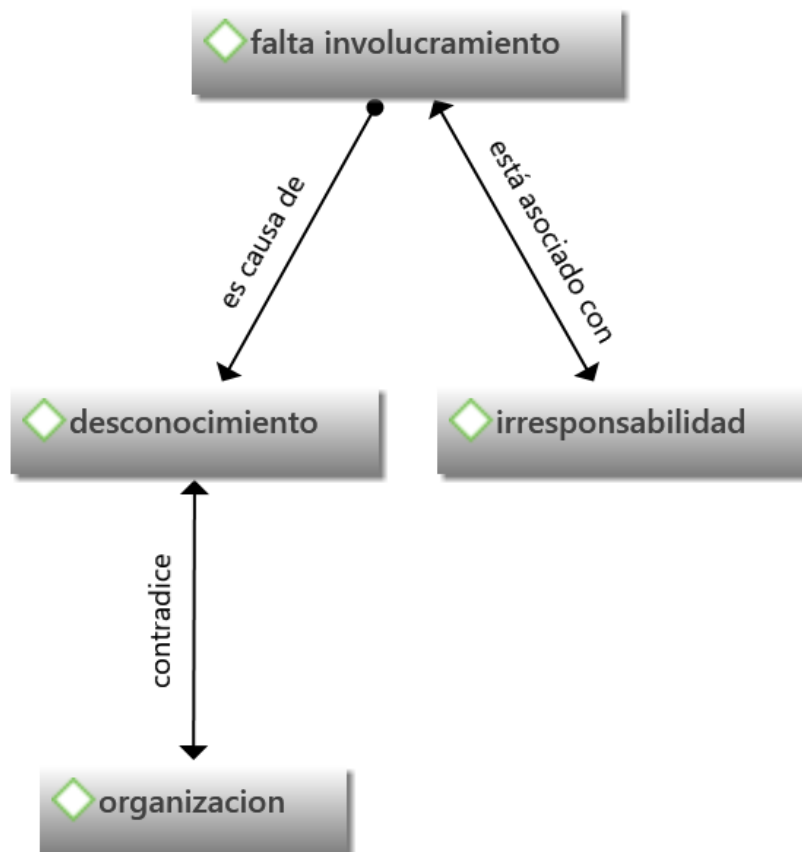 falta involucramiento
es causa de
está asociado con
desconocimiento
irresponsabilidad
contradice
organizacion